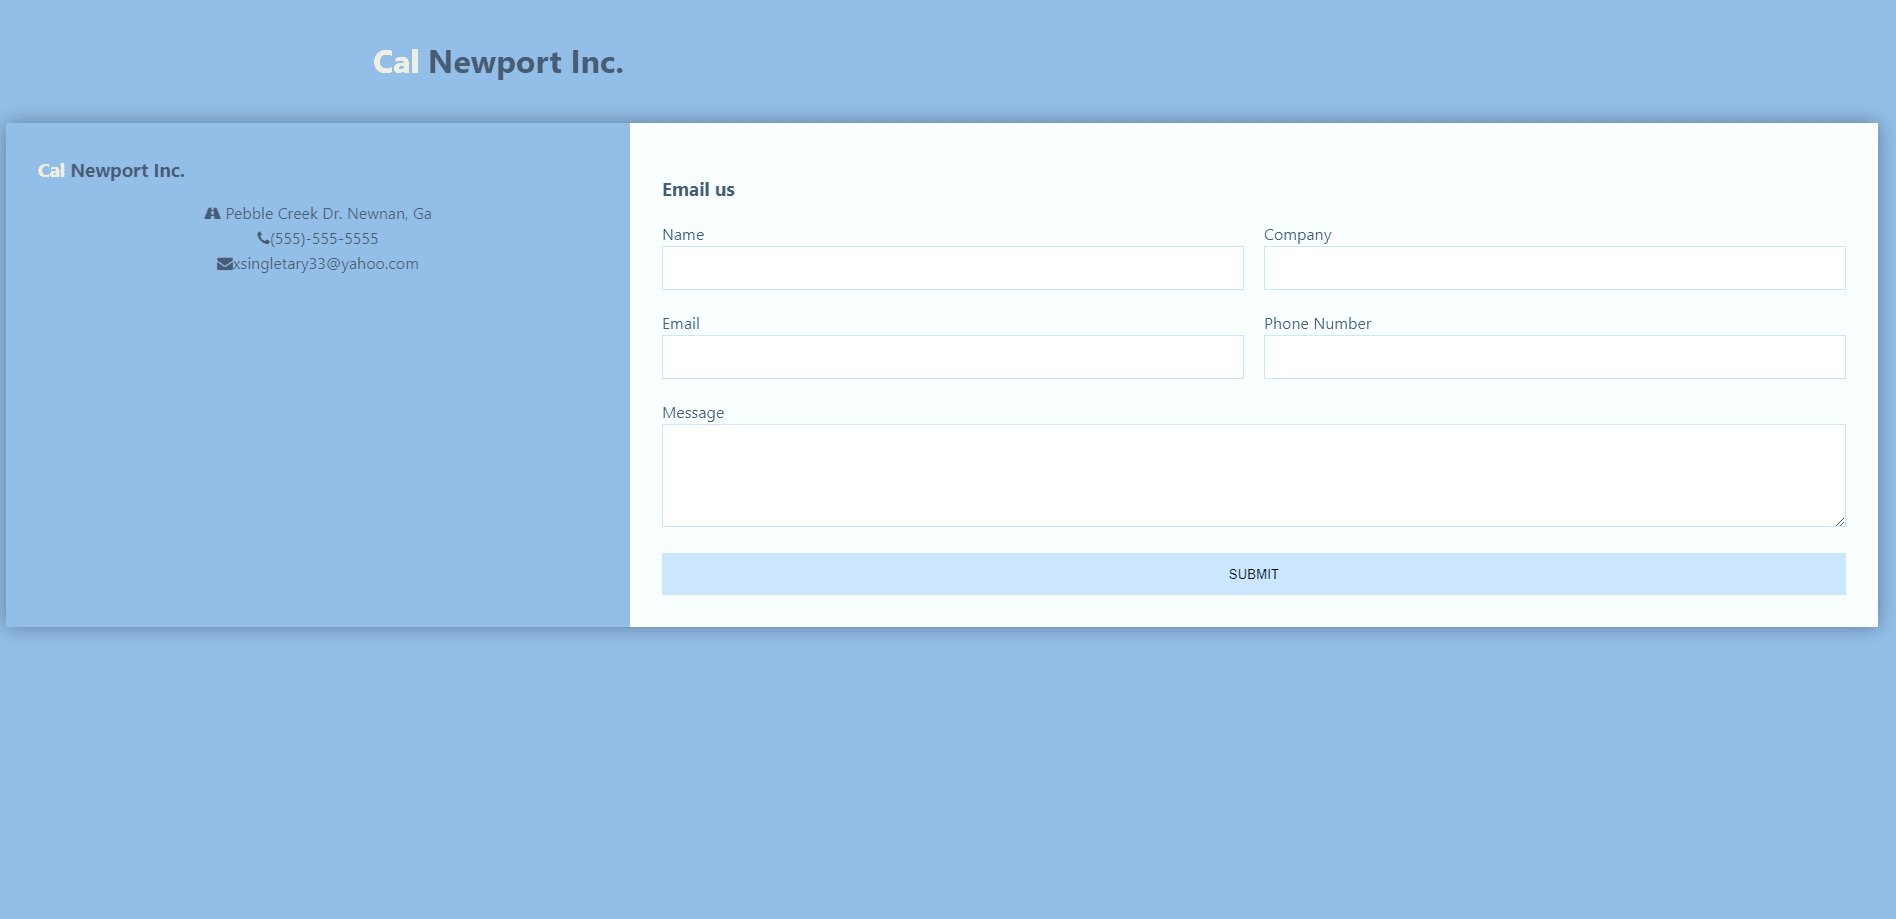 Cal Newport Inc.
Cal Newport Inc.
Pebble Creek Dr. Newnan, Ga
(555)-555-5555
xsingletary33@yahoo.com
Email us
Name
Company
Email
Phone Number
Message
SUBMIT